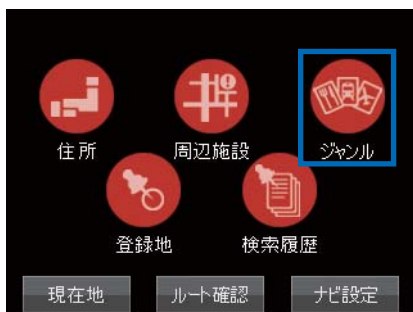 住所
周辺施設
ジャンル
登録地
検索履歴
現在地
ルート確認
ナビ設定